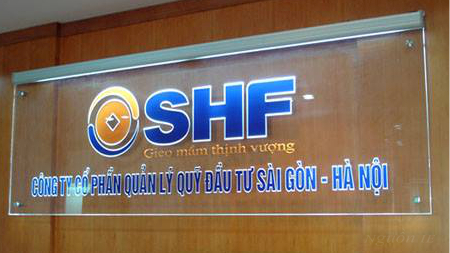 SHF
Gieo mầm thịnh vượng
CÔNG TY CỔ PHẦN QUẢN LÝ QUỸ ĐẦU TƯ SÀI GÒN - HÀ NỘI